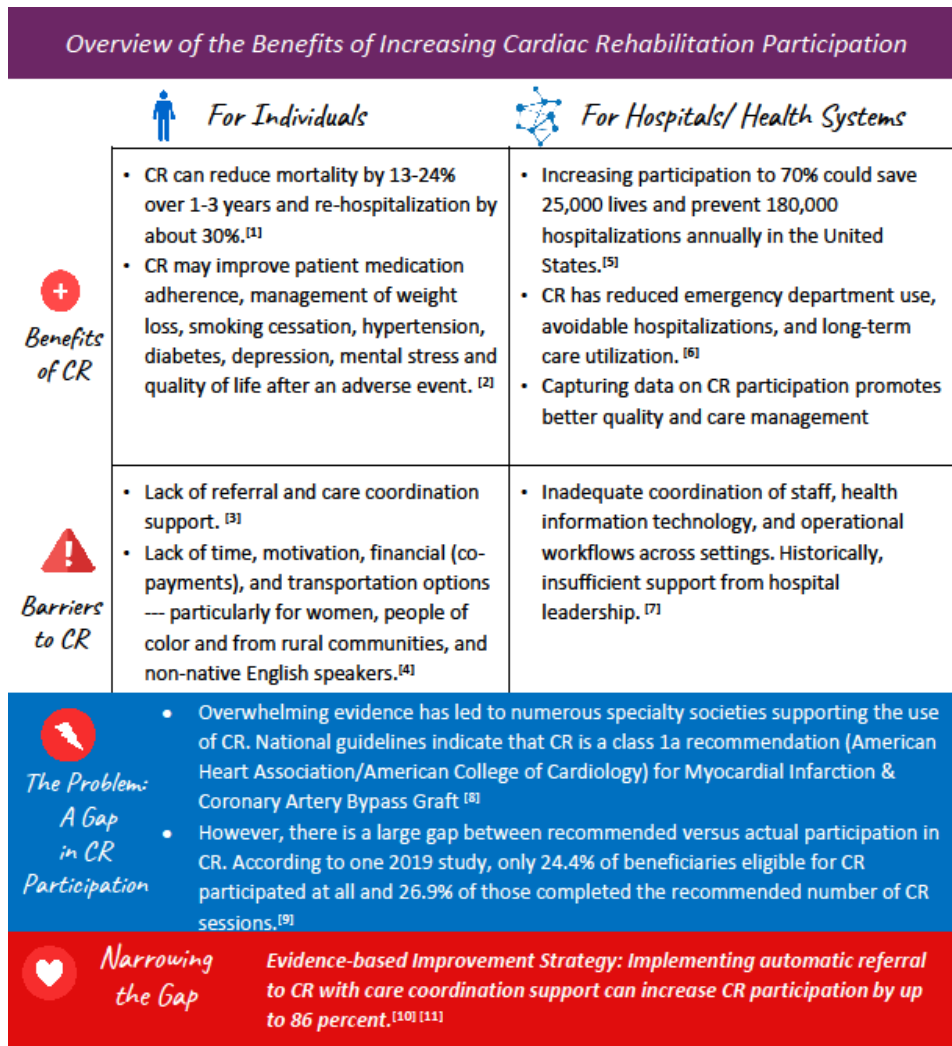 Overview of the Benefits of Increasing Cardiac Rehabilitation Participation
For Individuals
For Hospitals/ Health Systems
Benefits
of CR
• CR can reduce mortality by 13-24%
over 1-3 years and re-hospitalization by
about 30%.[1]
• CR may improve patient medication
adherence, management of weight
loss, smoking cessation, hypertension,
diabetes, depression, mental stress and
quality of life after an adverse event. [2]
• Increasing participation to 70% could save
25,000 lives and prevent 180,000
hospitalizations annually in the United
States.[5]
• CR has reduced emergency department use,
avoidable hospitalizations, and long-term
care utilization. [6]
• Capturing data on CR participation promotes
better quality and care management
Barriers
to CR
• Lack of referral and care coordination
support. [3]
• Lack of time, motivation, financial (co-
payments), and transportation options
--- particularly for women, people of
color and from rural communities, and
non-native English speakers.[4]
• Inadequate coordination of staff, health
information technology, and operational
workflows across settings. Historically,
insufficient support from hospital
leadership. [7]
The Problem:
A Gap
in CR
Participation
• Overwhelming evidence has led to numerous specialty societies supporting the use
of CR. National guidelines indicate that CR is a class 1a recommendation (American
Heart Association/American College of Cardiology) for Myocardial Infarction &
Coronary Artery Bypass Graft [8]
• However, there is a large gap between recommended versus actual participation in
CR. According to one 2019 study, only 24.4% of beneficiaries eligible for CR
participated at all and 26.9% of those completed the recommended number of CR
sessions.[9]
Narrowing
the Gap
Evidence-based Improvement Strategy: Implementing automatic referral
to CR with care coordination support can increase CR participation by up
to 86 percent.[10] [11]